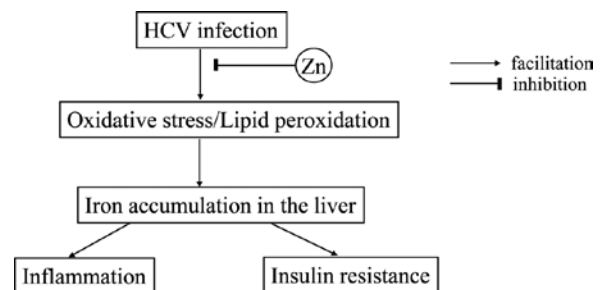 HCV infection
Zn
facilitation
inhibition
Oxidative stress/Lipid peroxidation
Iron accumulation in the liver
Inflammation
Insulin resistance